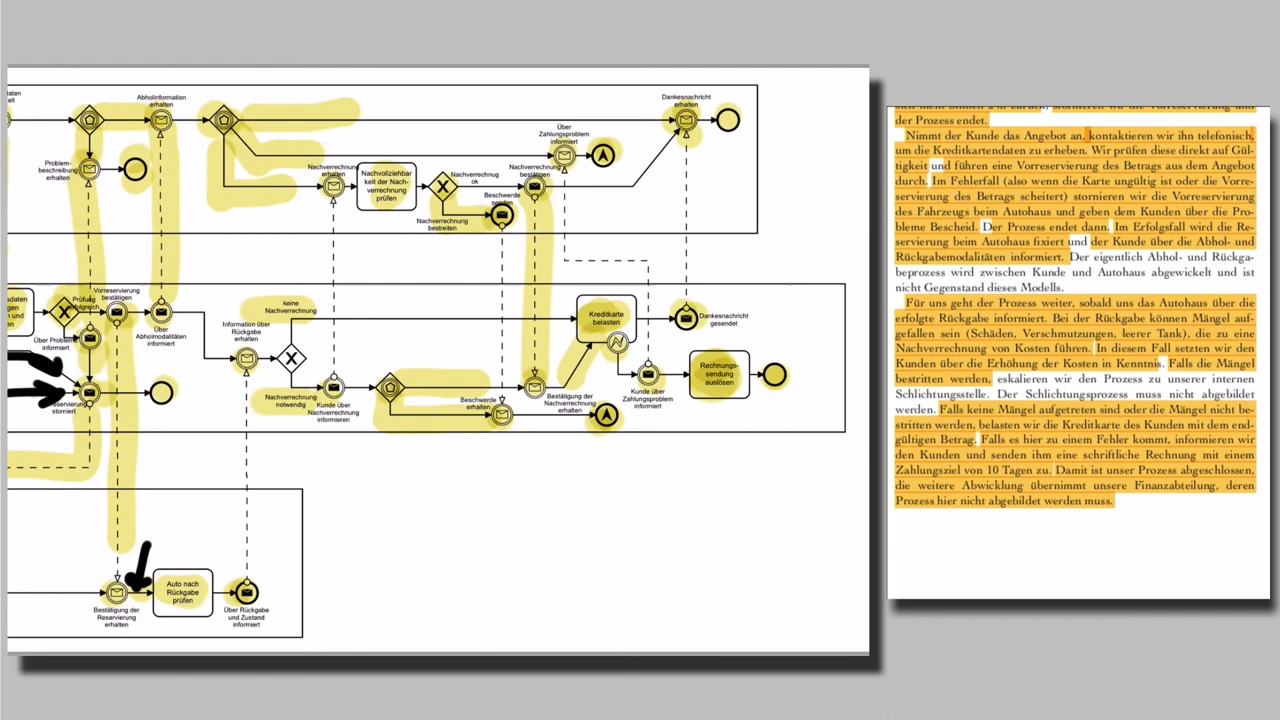 aten
elt
Abholinformation
erhalten
Dankesnachricht
erhalten
Problem-
beschreibung
erhalten
Nachverrechnung
erhalten
Nachvollziehbar
keit der Nach-
verrechnung
prüfen
Nachverrechnug
ok
Nachverrechnung
bestreiten
Beschwerde
senden
Nachverrechnung
bestätigen
Über
Zahlungsproblem
informiert
sdaten
gen
n und
en
Prüfung
erfolgreich
Vorreservierung
bestätigen
Über Problem
informiert
Über
Abholmodalitäten
informiert
Information über
Rückgabe
erhalten
keine
Nachverrechnung
Nachverrechnung
notwendig
Kunde über
Nachverrechnung
informieren
Beschwerde
erhalten
Bestätigung der
Nachverrechnung
erhalten
Kreditkarte
belasten
Dankesnachricht
gesendet
Kunde über
Zahlungsproblem
informiert
Rechnungs-
sendung
auslösen
storniert
Bestätigung der
Reservierung
erhalten
Auto nach
Rückgabe
prüfen
Über Rückgabe
und Zustand
informiert
der Prozess endet.
Nimmt der Kunde das Angebot an, kontaktieren wir ihn telefonisch,
um die Kreditkartendaten zu erheben. Wir prüfen diese direkt auf Gül-
tigkeit und führen eine Vorreservierung des Betrags aus dem Angebot
durch. Im Fehlerfall (also wenn die Karte ungültig ist oder die Vorre-
servierung des Betrags scheitert) stornieren wir die Vorreservierung
des Fahrzeugs beim Autohaus und geben dem Kunden über die Pro-
bleme Bescheid. Der Prozess endet dann. Im Erfolgsfall wird die Re-
servierung beim Autohaus fixiert und der Kunde über die Abhol- und
Rückgabemodalitäten informiert. Der eigentlich Abhol- und Rückga-
beprozess wird zwischen Kunde und Autohaus abgewickelt und ist
nicht Gegenstand dieses Modells.
Für uns geht der Prozess weiter, sobald uns das Autohaus über die
erfolgte Rückgabe informiert. Bei der Rückgabe können Mängel auf-
gefallen sein (Schäden, Verschmutzungen, leerer Tank), die zu eine
Nachverrechnung von Kosten führen. In diesem Fall setzten wir den
Kunden über die Erhöhung der Kosten in Kenntnis. Falls die Mängel
bestritten werden, eskalieren wir den Prozess zu unserer internen
Schlichtungsstelle. Der Schlichtungsprozess muss nicht abgebildet
werden. Falls keine Mängel aufgetreten sind oder die Mängel nicht be-
stritten werden, belasten wir die Kreditkarte des Kunden mit dem end-
gültigen Betrag. Falls es hier zu einem Fehler kommt, informieren wir
den Kunden und senden ihm eine schriftliche Rechnung mit einem
Zahlungsziel von 10 Tagen zu. Damit ist unser Prozess abgeschlossen,
die weitere Abwicklung übernimmt unsere Finanzabteilung, deren
Prozess hier nicht abgebildet werden muss.